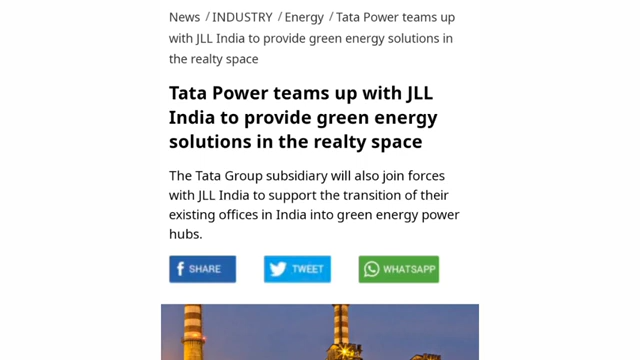 News / INDUSTRY / Energy / Tata Power teams up
with JLL India to provide green energy solutions in
the realty space
Tata Power teams up with JLL
India to provide green energy
solutions in the realty space
The Tata Group subsidiary will also join forces
with JLL India to support the transition of their
existing offices in India into green energy power
hubs.
SHARE TWEET WHATSAPP